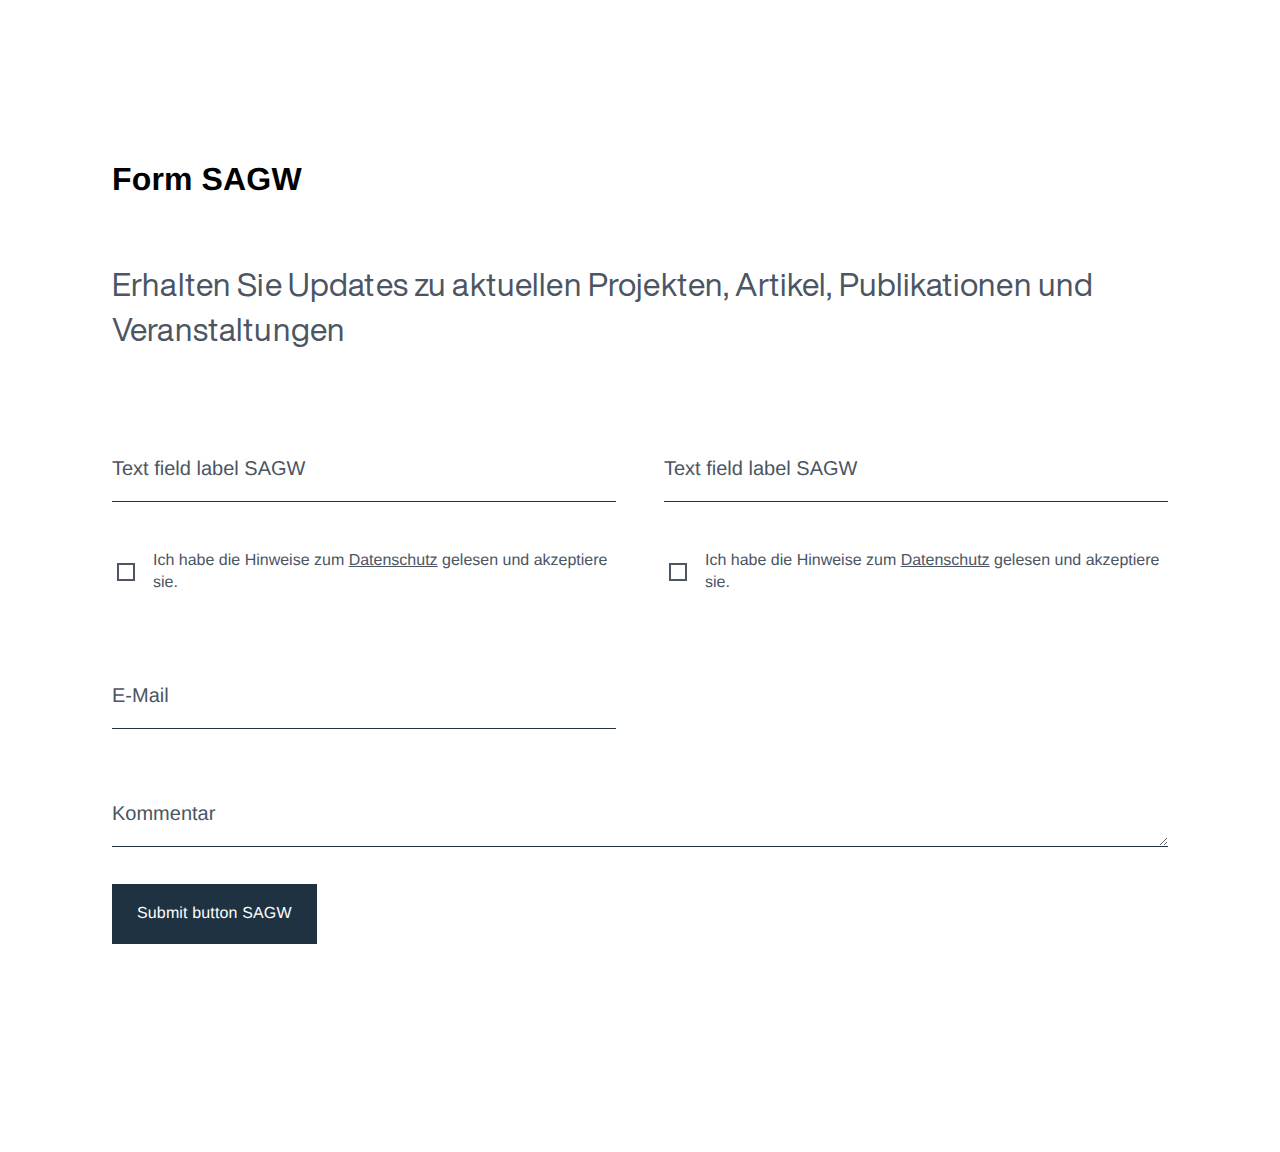 Form SAGW
Erhalten Sie Updates zu aktuellen Projekten, Artikel, Publikationen und
Veranstaltungen
Text field label SAGW
Text field label SAGW
Ich habe die Hinweise zum Datenschutz gelesen und akzeptiere
sie.
Ich habe die Hinweise zum Datenschutz gelesen und akzeptiere
sie.
E-Mail
Kommentar
Submit button SAGW